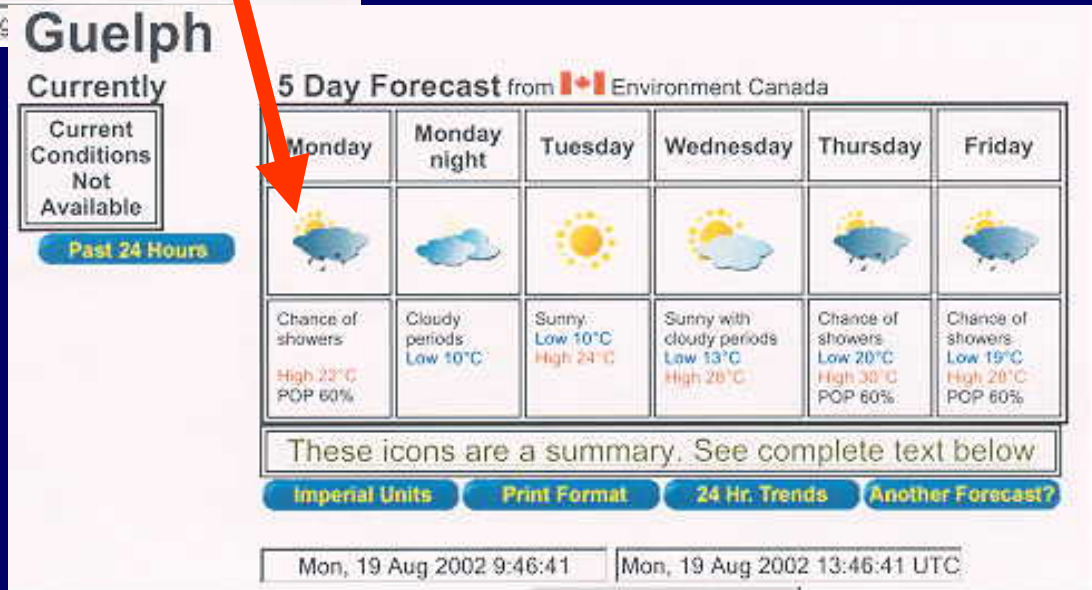 Guelph
Currently
Current
Conditions
Not
Available
Past 24 Hours
5 Day Forecast from Environment Canada
Monday
Monday
night
Tuesday
Wednesday
Thursday
Friday
Chance of
showers
High 22°C
POP 60%
Cloudy
periods
Low 10°C
Sunny
Low 10°C
High 24°C
Sunny with
cloudy periods
Low 13°C
High 26°C
Chance of
showers
Low 20°C
High 30°C
POP 60%
Chance of
showers
Low 19°C
High 28°C
POP 60%
These icons are a summary. See complete text below
Imperial Units
Print Format
24 Hr. Trends
Another Forecast?
Mon, 19 Aug 2002 9:46:41
Mon, 19 Aug 2002 13:46:41 UTC